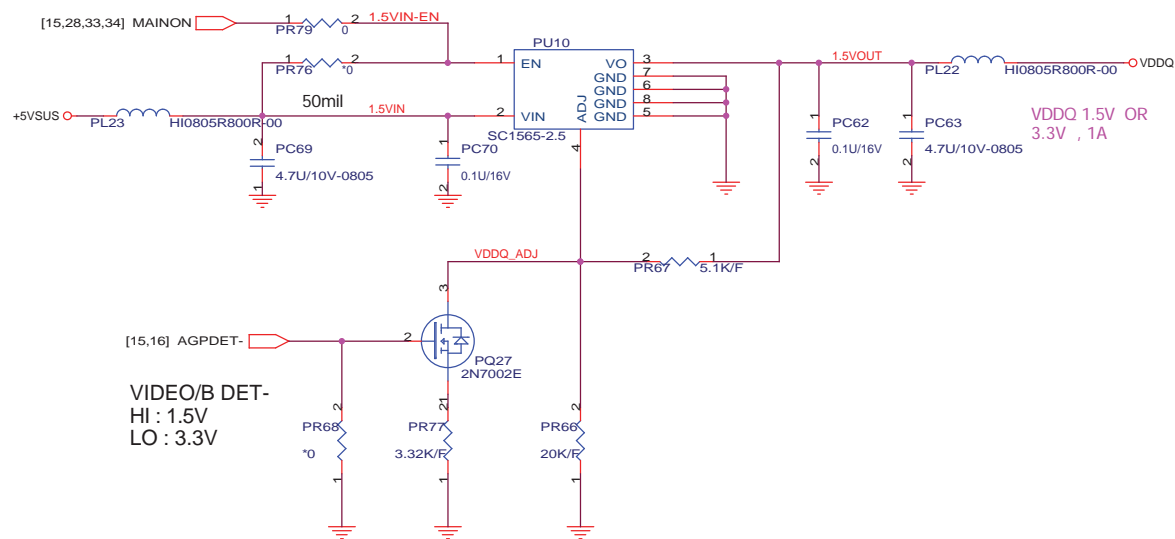 [15,28,33,34] MAINON
1
PR79
0
2
1.5VIN-EN
1
PR76
*0
2
PU10
1
EN
VO
3
GND
7
GND
6
GND
8
GND
5
2
VIN
ADJ
4
SC1565-2.5
1.5VOUT
PL22
HI0805R800R-00
VDDQ
+5VSUS
PL23
HI0805R800R-00
50mil
1.5VIN
VDDQ 1.5V OR
3.3V , 1A
2
PC69
4.7U/10V-0805
1
1
PC70
0.1U/16V
2
1
PC62
0.1U/16V
2
1
PC63
4.7U/10V-0805
2
VDDQ_ADJ
2
PR67
1
5.1K/F
3
[15,16] AGPDET-
2
PQ27
2N7002E
1
VIDEO/B DET-
HI : 1.5V
LO : 3.3V
2
PR68
*0
1
2
PR77
3.32K/F
1
2
PR66
20K/F
1